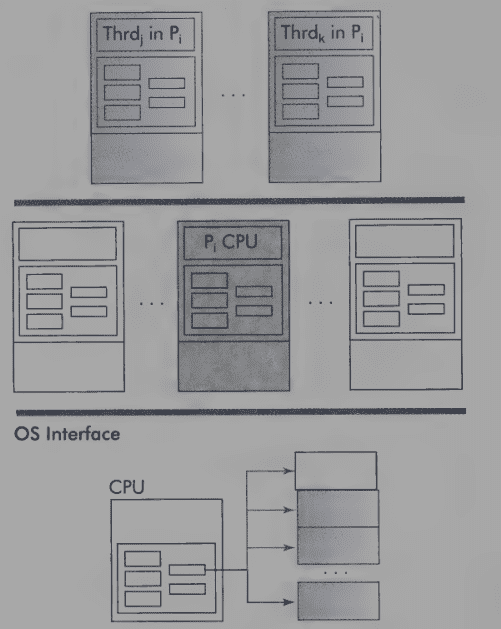 Thrdⱼ in Pᵢ
Thrdₖ in Pᵢ
...
Pᵢ CPU
...
...
OS Interface
CPU
...